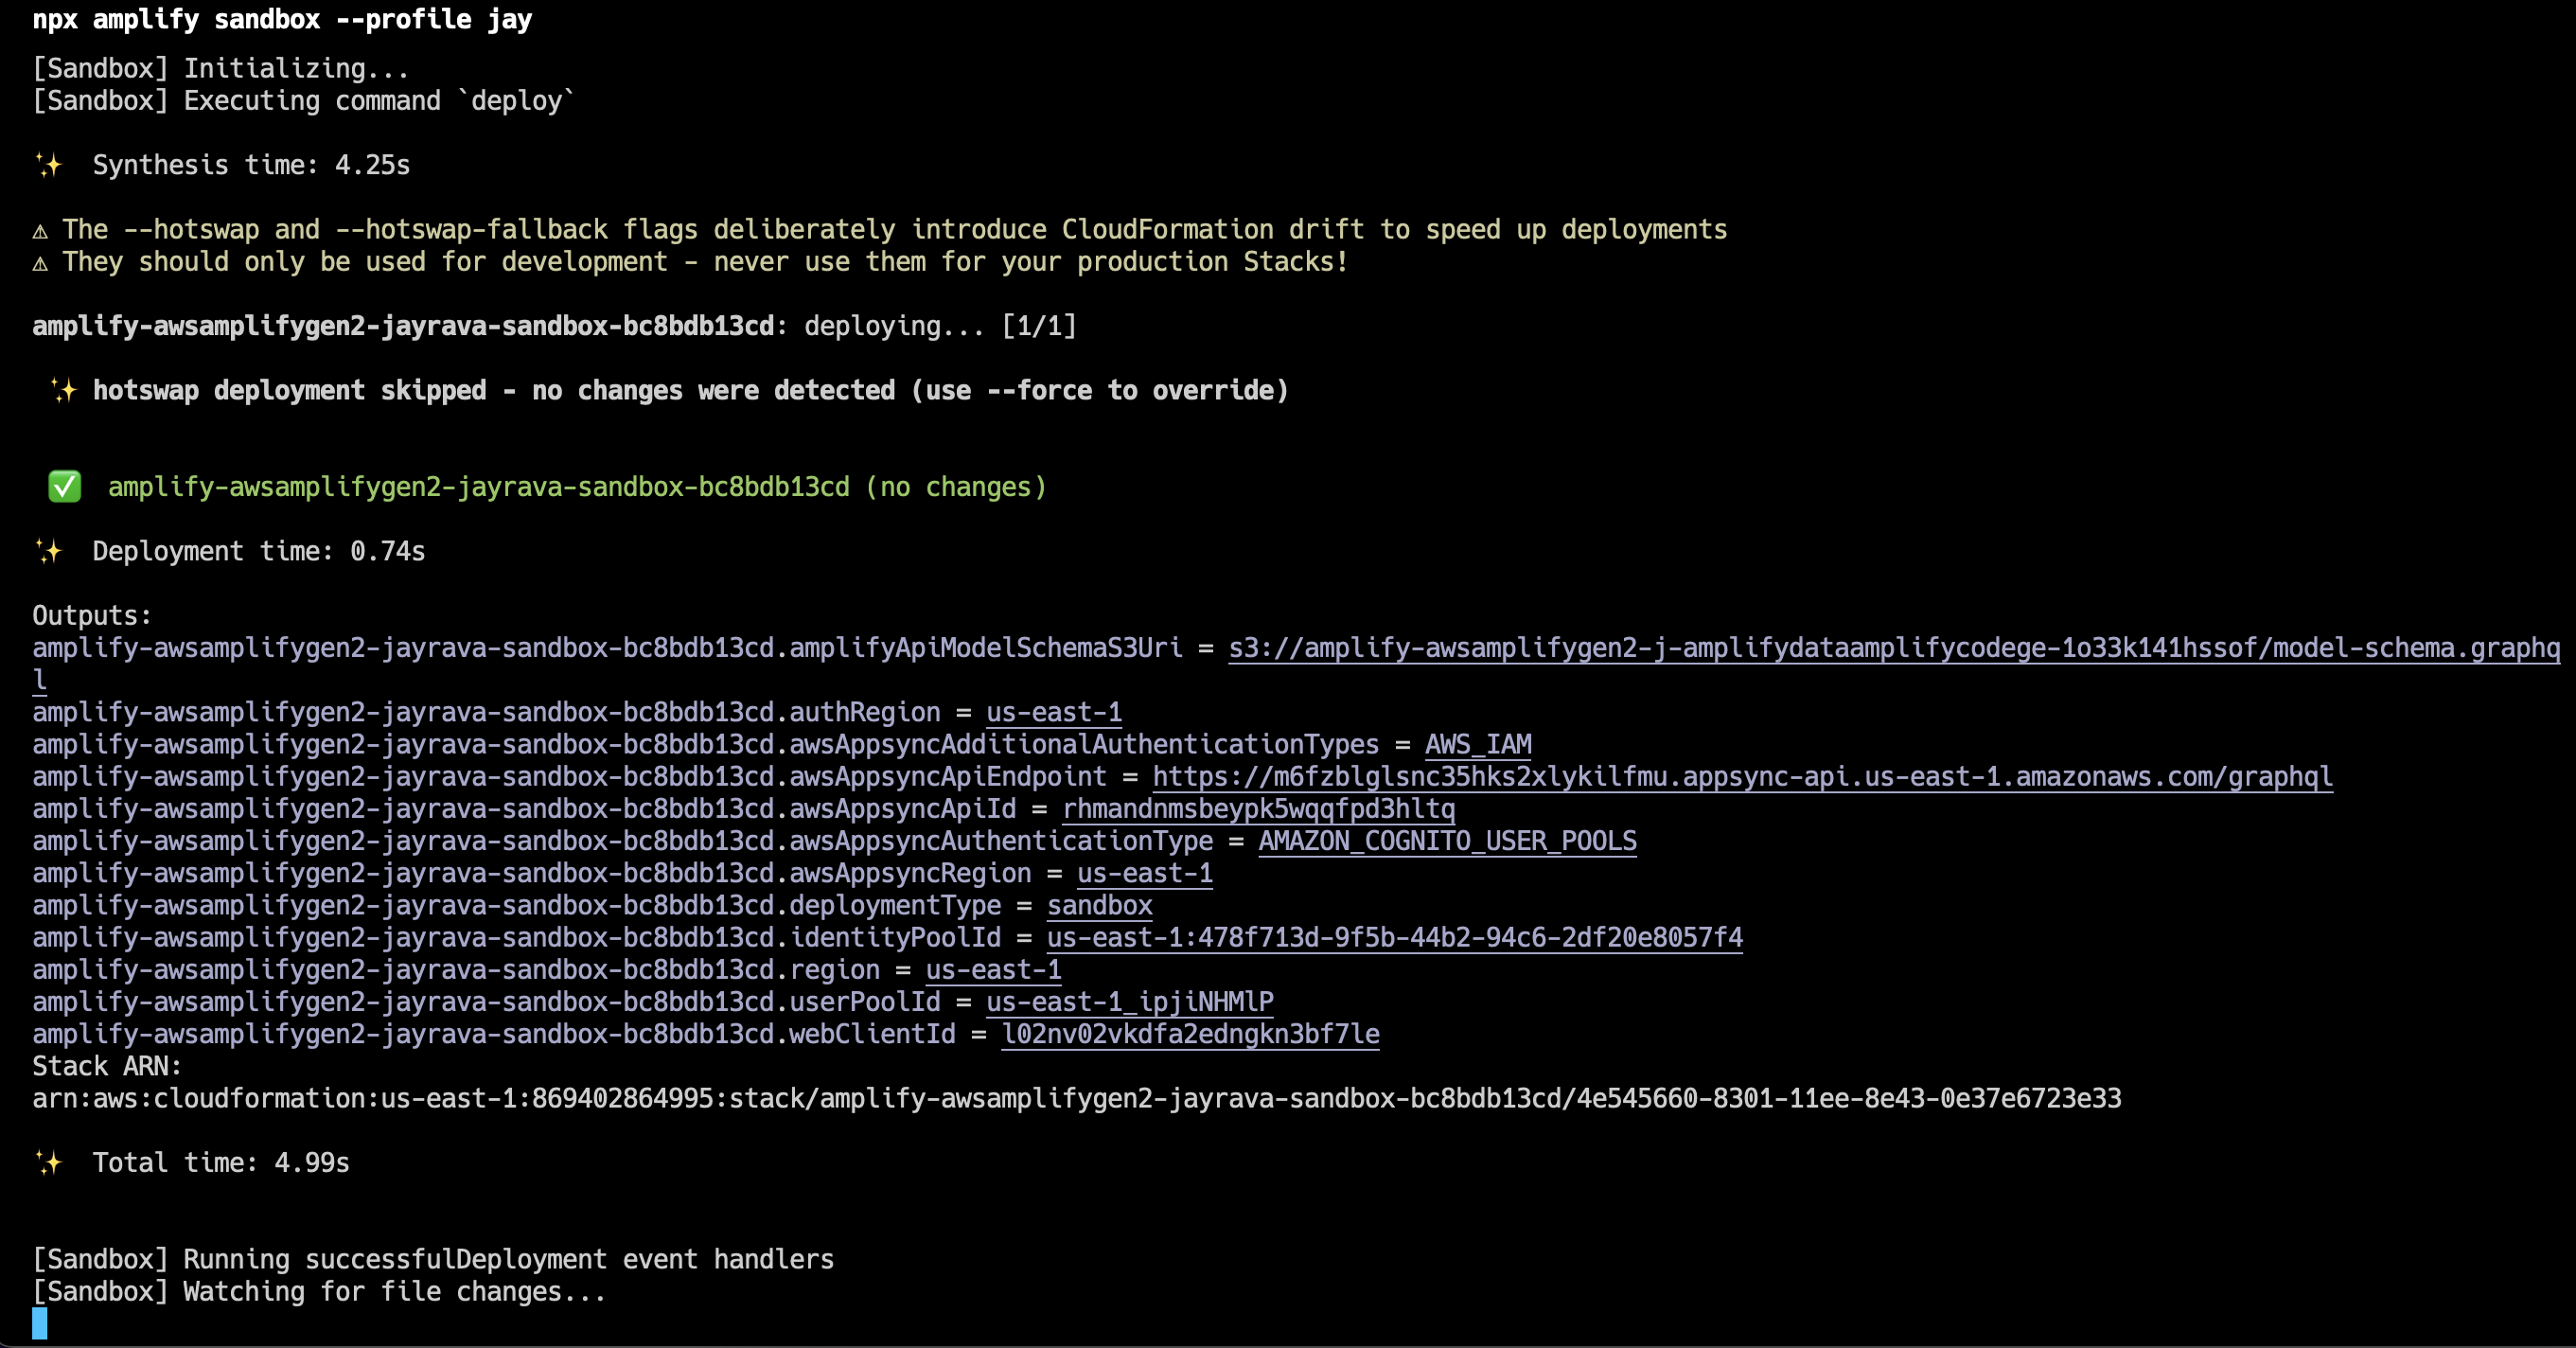 npx amplify sandbox --profile jay
[Sandbox] Initializing...
[Sandbox] Executing command `deploy`
✨  Synthesis time: 4.25s
⚠ The --hotswap and --hotswap-fallback flags deliberately introduce CloudFormation drift to speed up deployments
⚠ They should only be used for development - never use them for your production Stacks!
amplify-awsamplifygen2-jayrava-sandbox-bc8bdb13cd: deploying... [1/1]
✨ hotswap deployment skipped - no changes were detected (use --force to override)
✅  amplify-awsamplifygen2-jayrava-sandbox-bc8bdb13cd (no changes)
✨  Deployment time: 0.74s
Outputs:
amplify-awsamplifygen2-jayrava-sandbox-bc8bdb13cd.amplifyApiModelSchemaS3Uri = s3://amplify-awsamplifygen2-j-amplifydataamplifycodege-1o33k141hssof/model-schema.graphq
l
amplify-awsamplifygen2-jayrava-sandbox-bc8bdb13cd.authRegion = us-east-1
amplify-awsamplifygen2-jayrava-sandbox-bc8bdb13cd.awsAppsyncAdditionalAuthenticationTypes = AWS_IAM
amplify-awsamplifygen2-jayrava-sandbox-bc8bdb13cd.awsAppsyncApiEndpoint = https://m6fzblglsnc35hks2xlykilfmu.appsync-api.us-east-1.amazonaws.com/graphql
amplify-awsamplifygen2-jayrava-sandbox-bc8bdb13cd.awsAppsyncApiId = rhmandnmsbeypk5wqqfpd3hltq
amplify-awsamplifygen2-jayrava-sandbox-bc8bdb13cd.awsAppsyncAuthenticationType = AMAZON_COGNITO_USER_POOLS
amplify-awsamplifygen2-jayrava-sandbox-bc8bdb13cd.awsAppsyncRegion = us-east-1
amplify-awsamplifygen2-jayrava-sandbox-bc8bdb13cd.deploymentType = sandbox
amplify-awsamplifygen2-jayrava-sandbox-bc8bdb13cd.identityPoolId = us-east-1:478f713d-9f5b-44b2-94c6-2df20e8057f4
amplify-awsamplifygen2-jayrava-sandbox-bc8bdb13cd.region = us-east-1
amplify-awsamplifygen2-jayrava-sandbox-bc8bdb13cd.userPoolId = us-east-1_ipjiNHMlP
amplify-awsamplifygen2-jayrava-sandbox-bc8bdb13cd.webClientId = l02nv02vkdfa2edngkn3bf7le
Stack ARN:
arn:aws:cloudformation:us-east-1:869402864995:stack/amplify-awsamplifygen2-jayrava-sandbox-bc8bdb13cd/4e545660-8301-11ee-8e43-0e37e6723e33
✨  Total time: 4.99s
[Sandbox] Running successfulDeployment event handlers
[Sandbox] Watching for file changes...